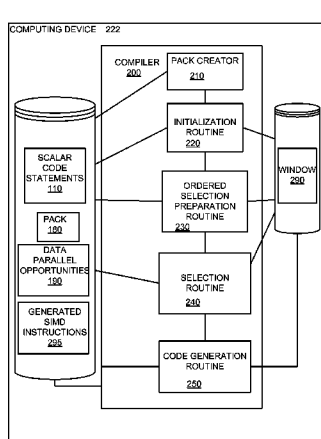 COMPUTING DEVICE 222
COMPILER
200
PACK CREATOR
210
INITIALIZATION
ROUTINE
220
SCALAR
CODE
STATEMENTS
110
WINDOW
290
ORDERED
SELECTION
PREPARATION
ROUTINE
230
PACK
180
DATA
PARALLEL
OPPORTUNITIES
190
SELECTION
ROUTINE
240
GENERATED
SIMD
INSTRUCTIONS
295
CODE GENERATION
ROUTINE
250